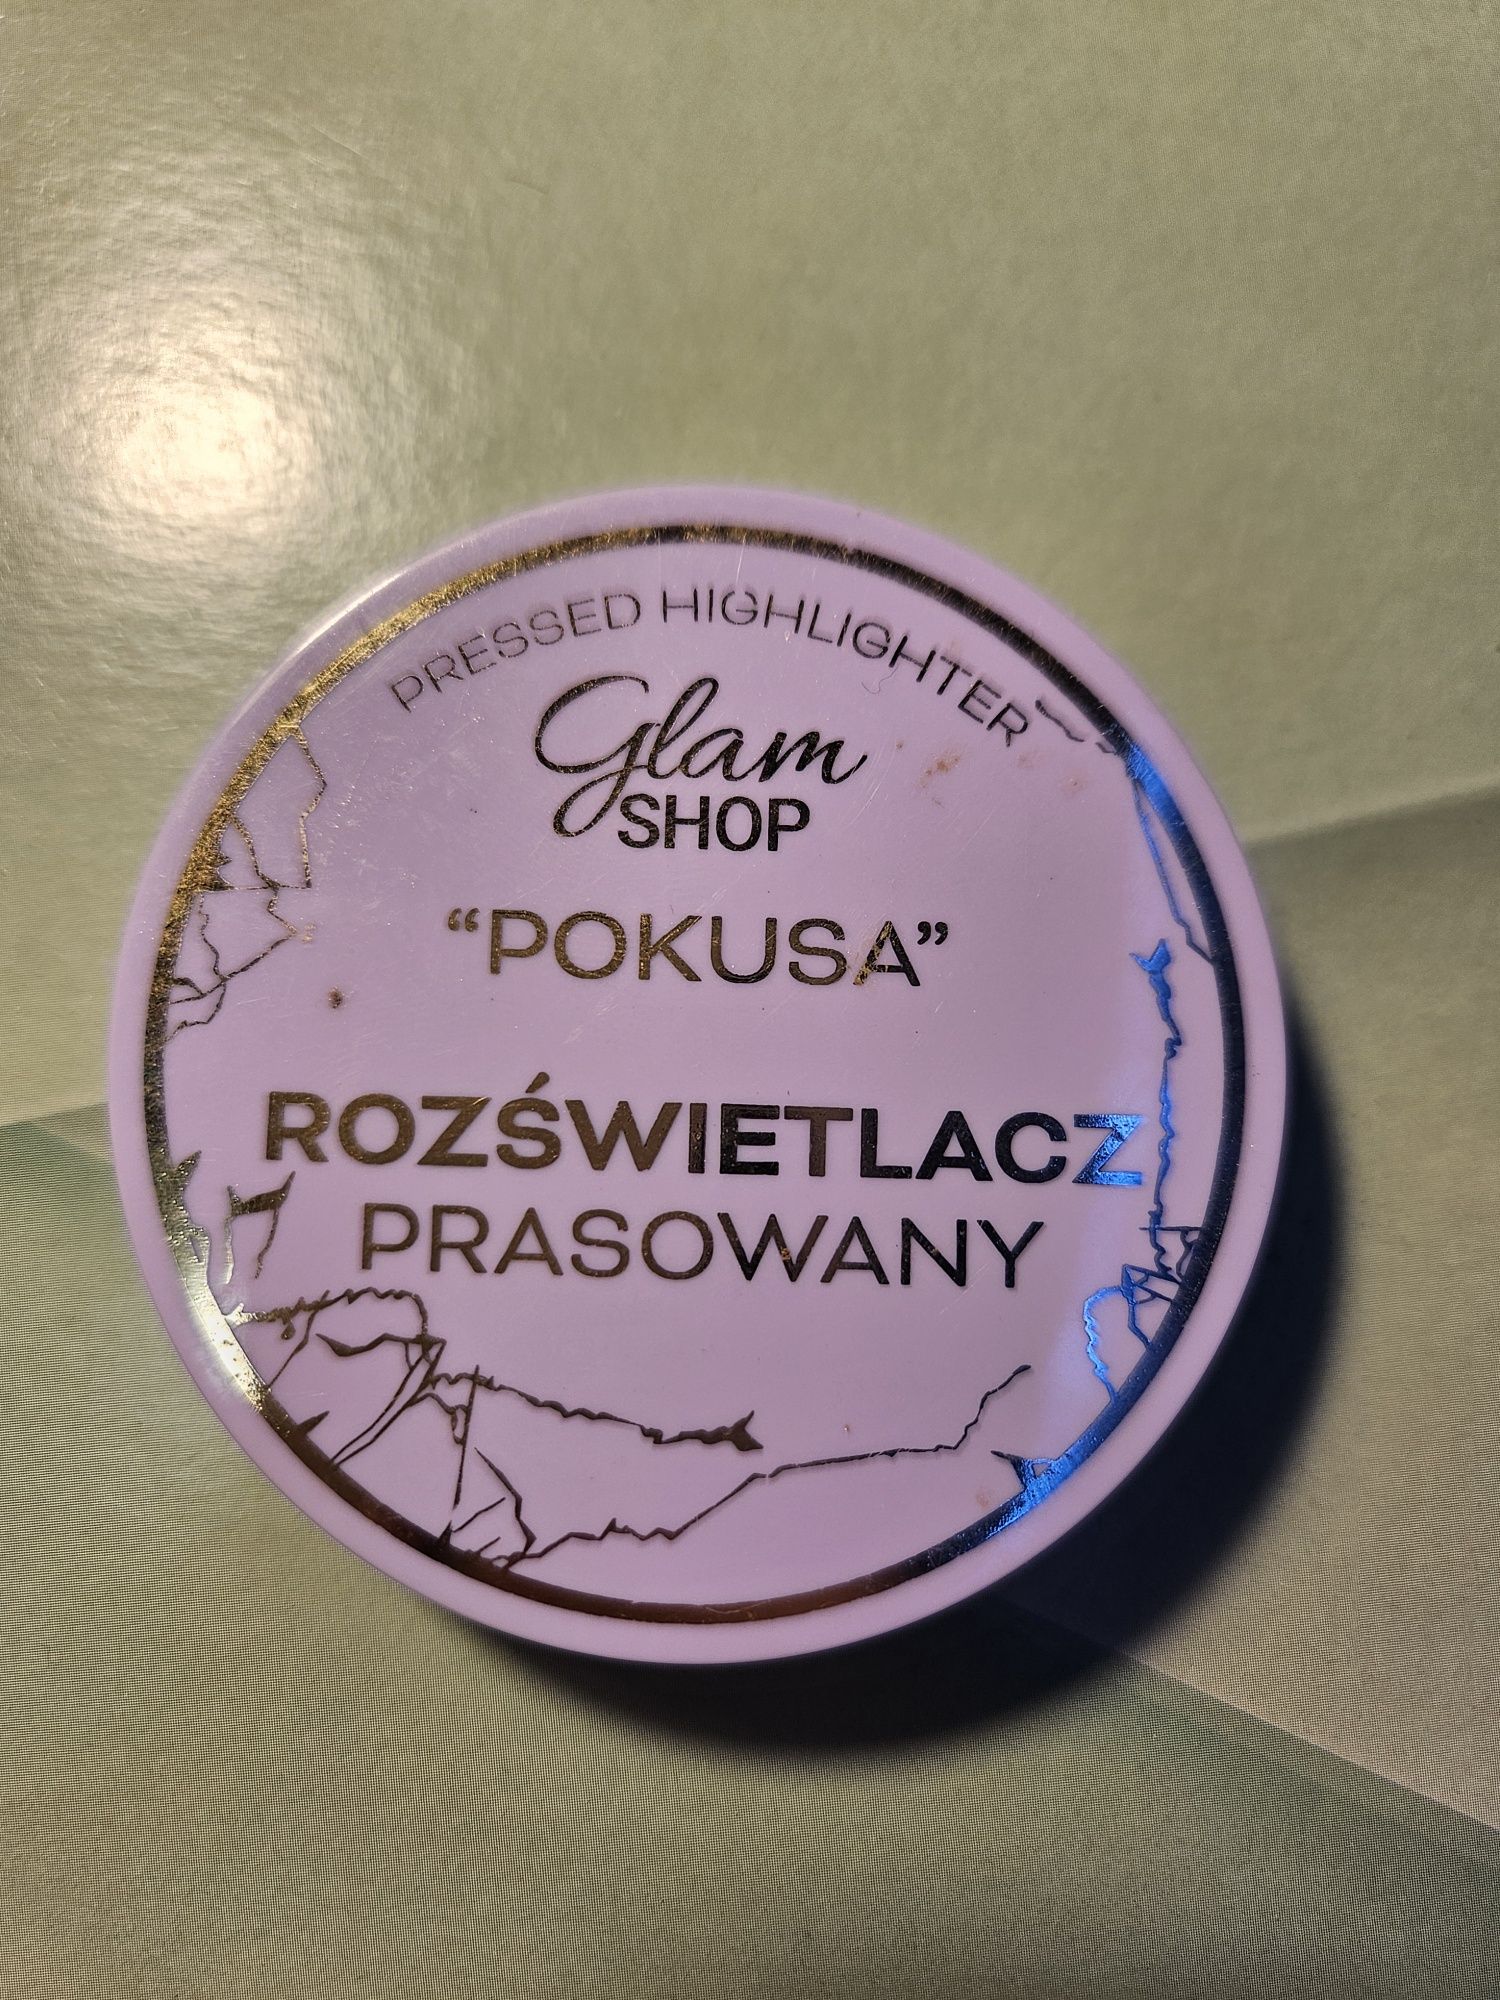 PRESSED HIGHLIGHTER
Glam
SHOP
“POKUSA”
ROZŚWIETLACZ
PRASOWANY